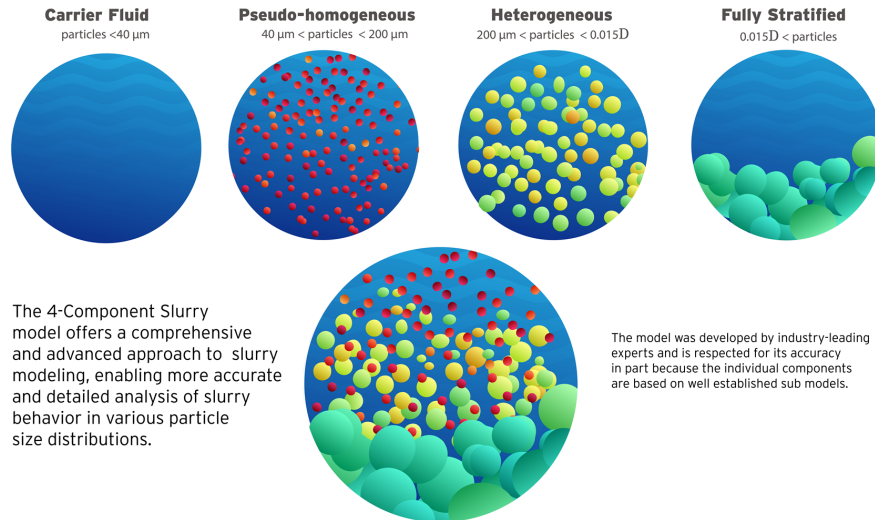 Carrier Fluid
particles <40 μm
Pseudo-homogeneous
40 μm < particles < 200 μm
Heterogeneous
200 μm < particles < 0.015D
Fully Stratified
0.015D < particles
The 4-Component Slurry
model offers a comprehensive
and advanced approach to slurry
modeling, enabling more accurate
and detailed analysis of slurry
behavior in various particle
size distributions.
The model was developed by industry-leading
experts and is respected for its accuracy
in part because the individual components
are based on well established sub models.